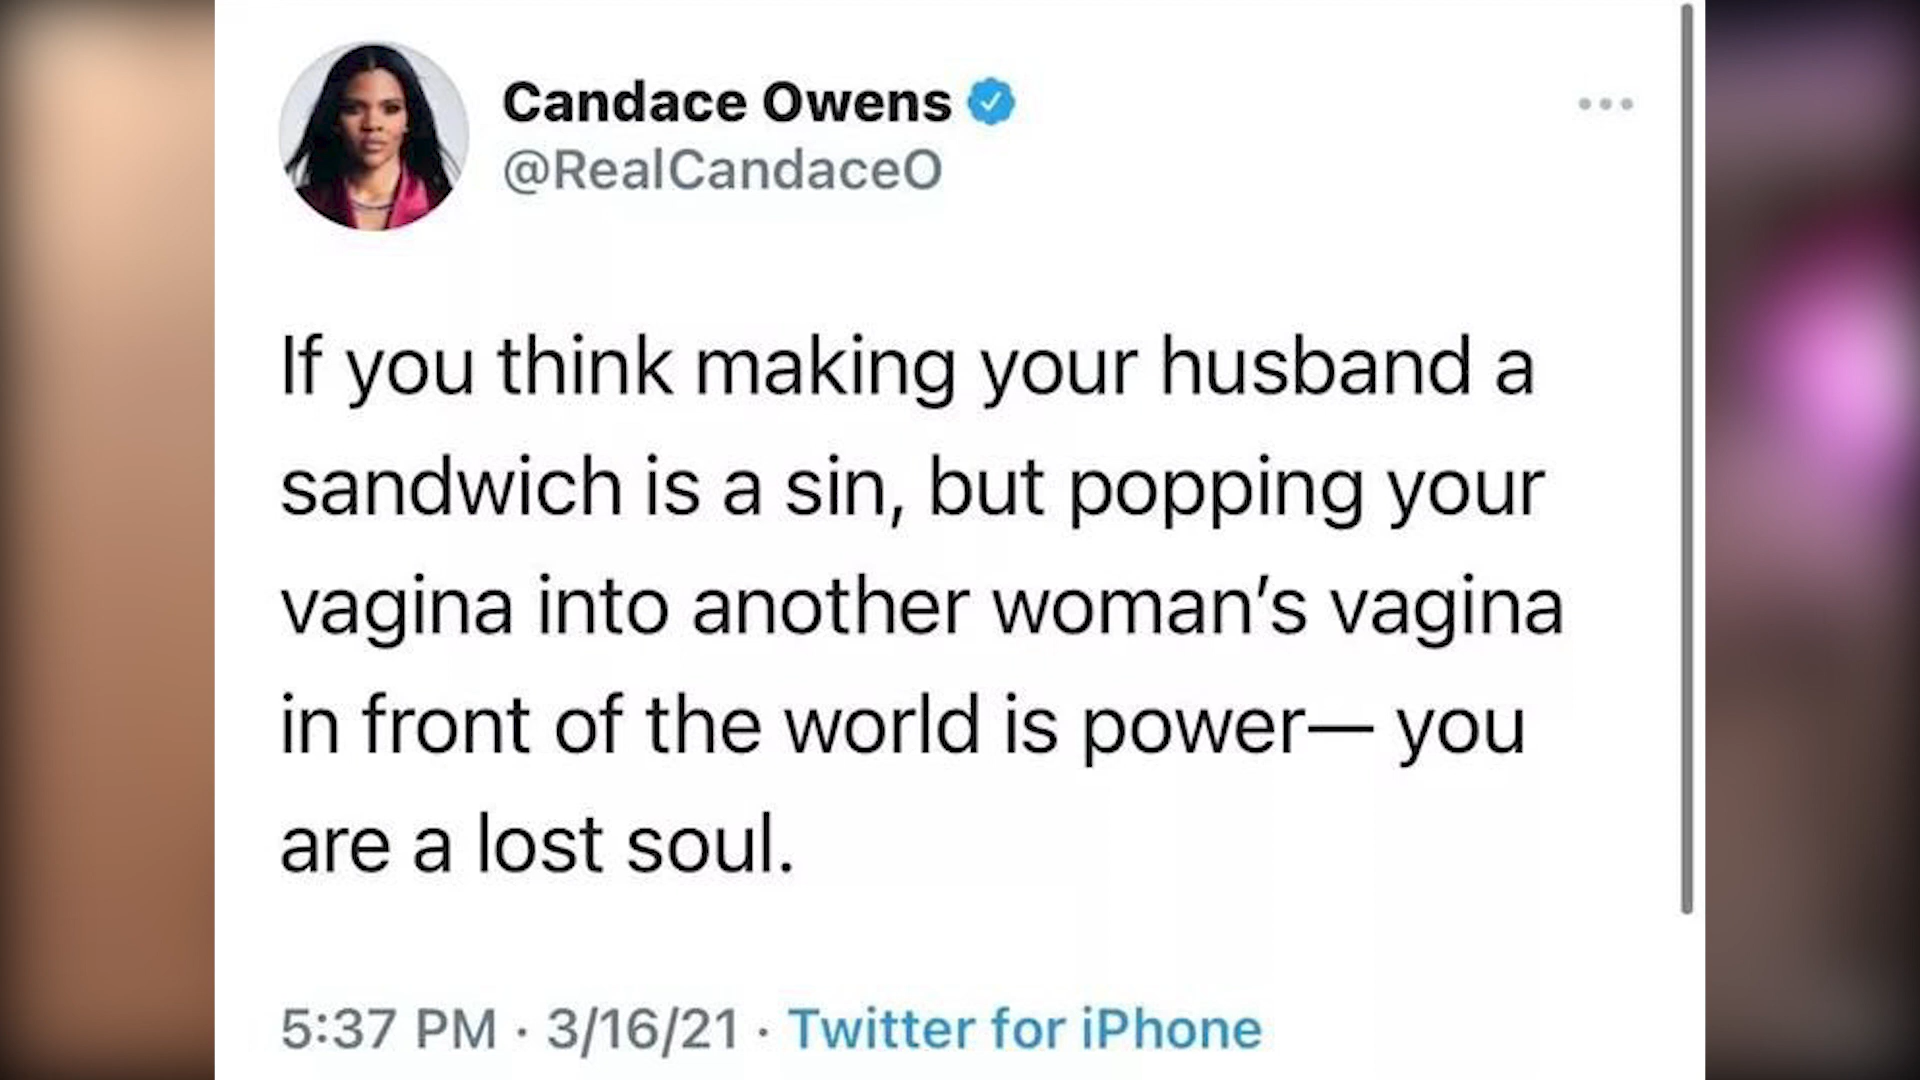 Candace Owens
@RealCandaceO
If you think making your husband a
sandwich is a sin, but popping your
vagina into another woman’s vagina
in front of the world is power— you
are a lost soul.
5:37 PM · 3/16/21 · Twitter for iPhone